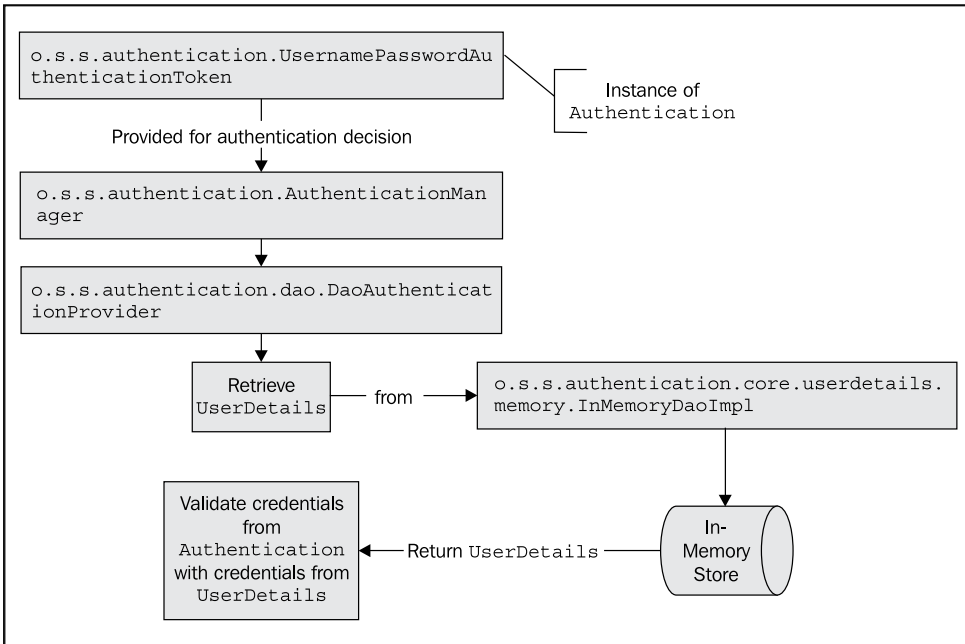 o.s.s.authentication.UsernamePasswordAu
thenticationToken
Instance of
Authentication
Provided for authentication decision
o.s.s.authentication.AuthenticationMan
ager
o.s.s.authentication.dao.DaoAuthenticat
ionProvider
Retrieve
UserDetails
from
o.s.s.authentication.core.userdetails.
memory.InMemoryDaoImpl
Validate credentials
from
Authentication
with credentials from
UserDetails
Return UserDetails
In-
Memory
Store